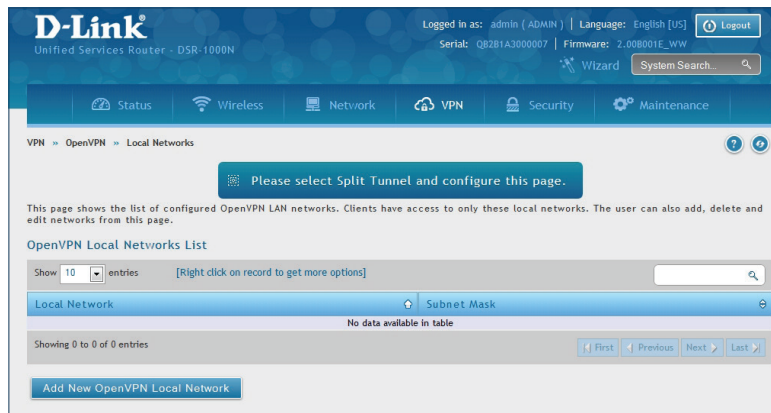 D-Link®
Logged in as: admin ( ADMIN ) | Language: English [US] Logout
Unified Services Router - DSR-1000N
Serial: QB2B1A3000007 | Firmware: 2.00B001E_WW
Wizard System Search...
Status Wireless Network VPN Security Maintenance
VPN » OpenVPN » Local Networks ?
Please select Split Tunnel and configure this page.
This page shows the list of configured OpenVPN LAN networks. Clients have access to only these local networks. The user can also add, delete and
edit networks from this page.
OpenVPN Local Networks List
Show 10 entries [Right click on record to get more options]
Local Network Subnet Mask
No data available in table
Showing 0 to 0 of 0 entries First Previous Next Last
Add New OpenVPN Local Network